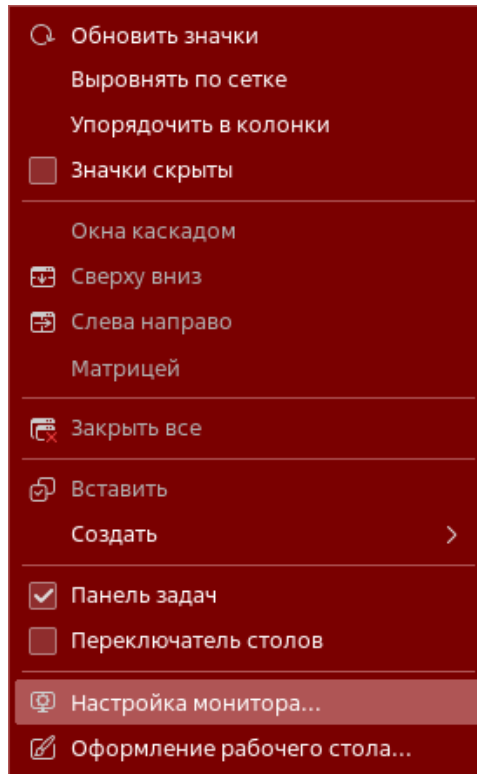 Обновить значки
Выровнять по сетке
Упорядочить в колонки
Значки скрыты
Окна каскадом
Сверху вниз
Слева направо
Матрицей
Закрыть все
Вставить
Создать
Панель задач
Переключатель столов
Настройка монитора...
Оформление рабочего стола...